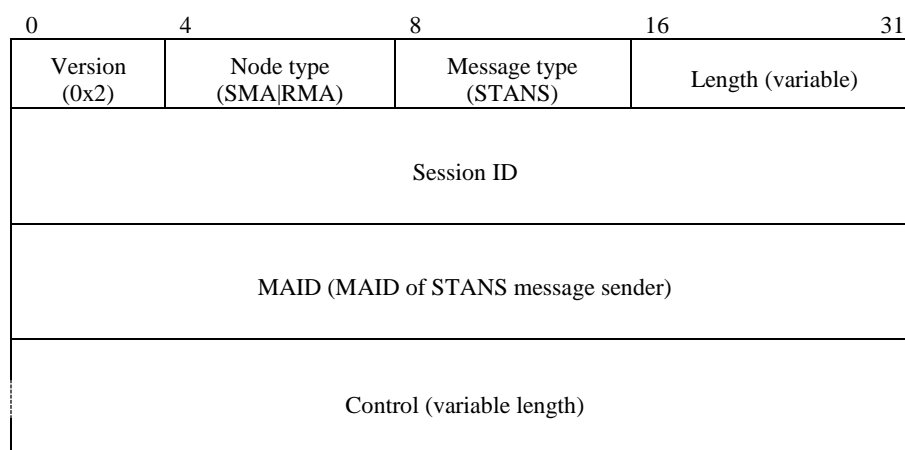 0 4 8 16 31
Version Node type Message type Length (variable)
(0x2) (SMA|RMA) (STANS)
Session ID
MAID (MAID of STANS message sender)
Control (variable length)